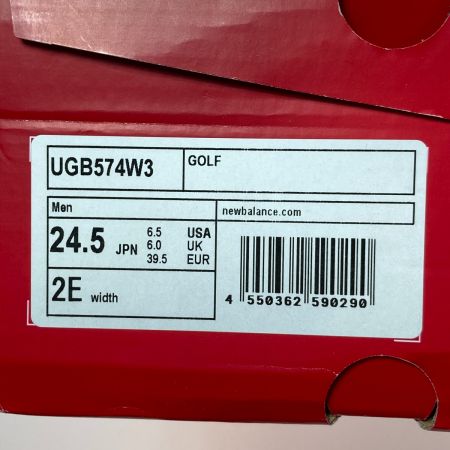 UGB574W3 GOLF
Men newbalance.com
24.5 JPN 6.5 USA
6.0 UK
39.5 EUR
2E width
4 550362 590290